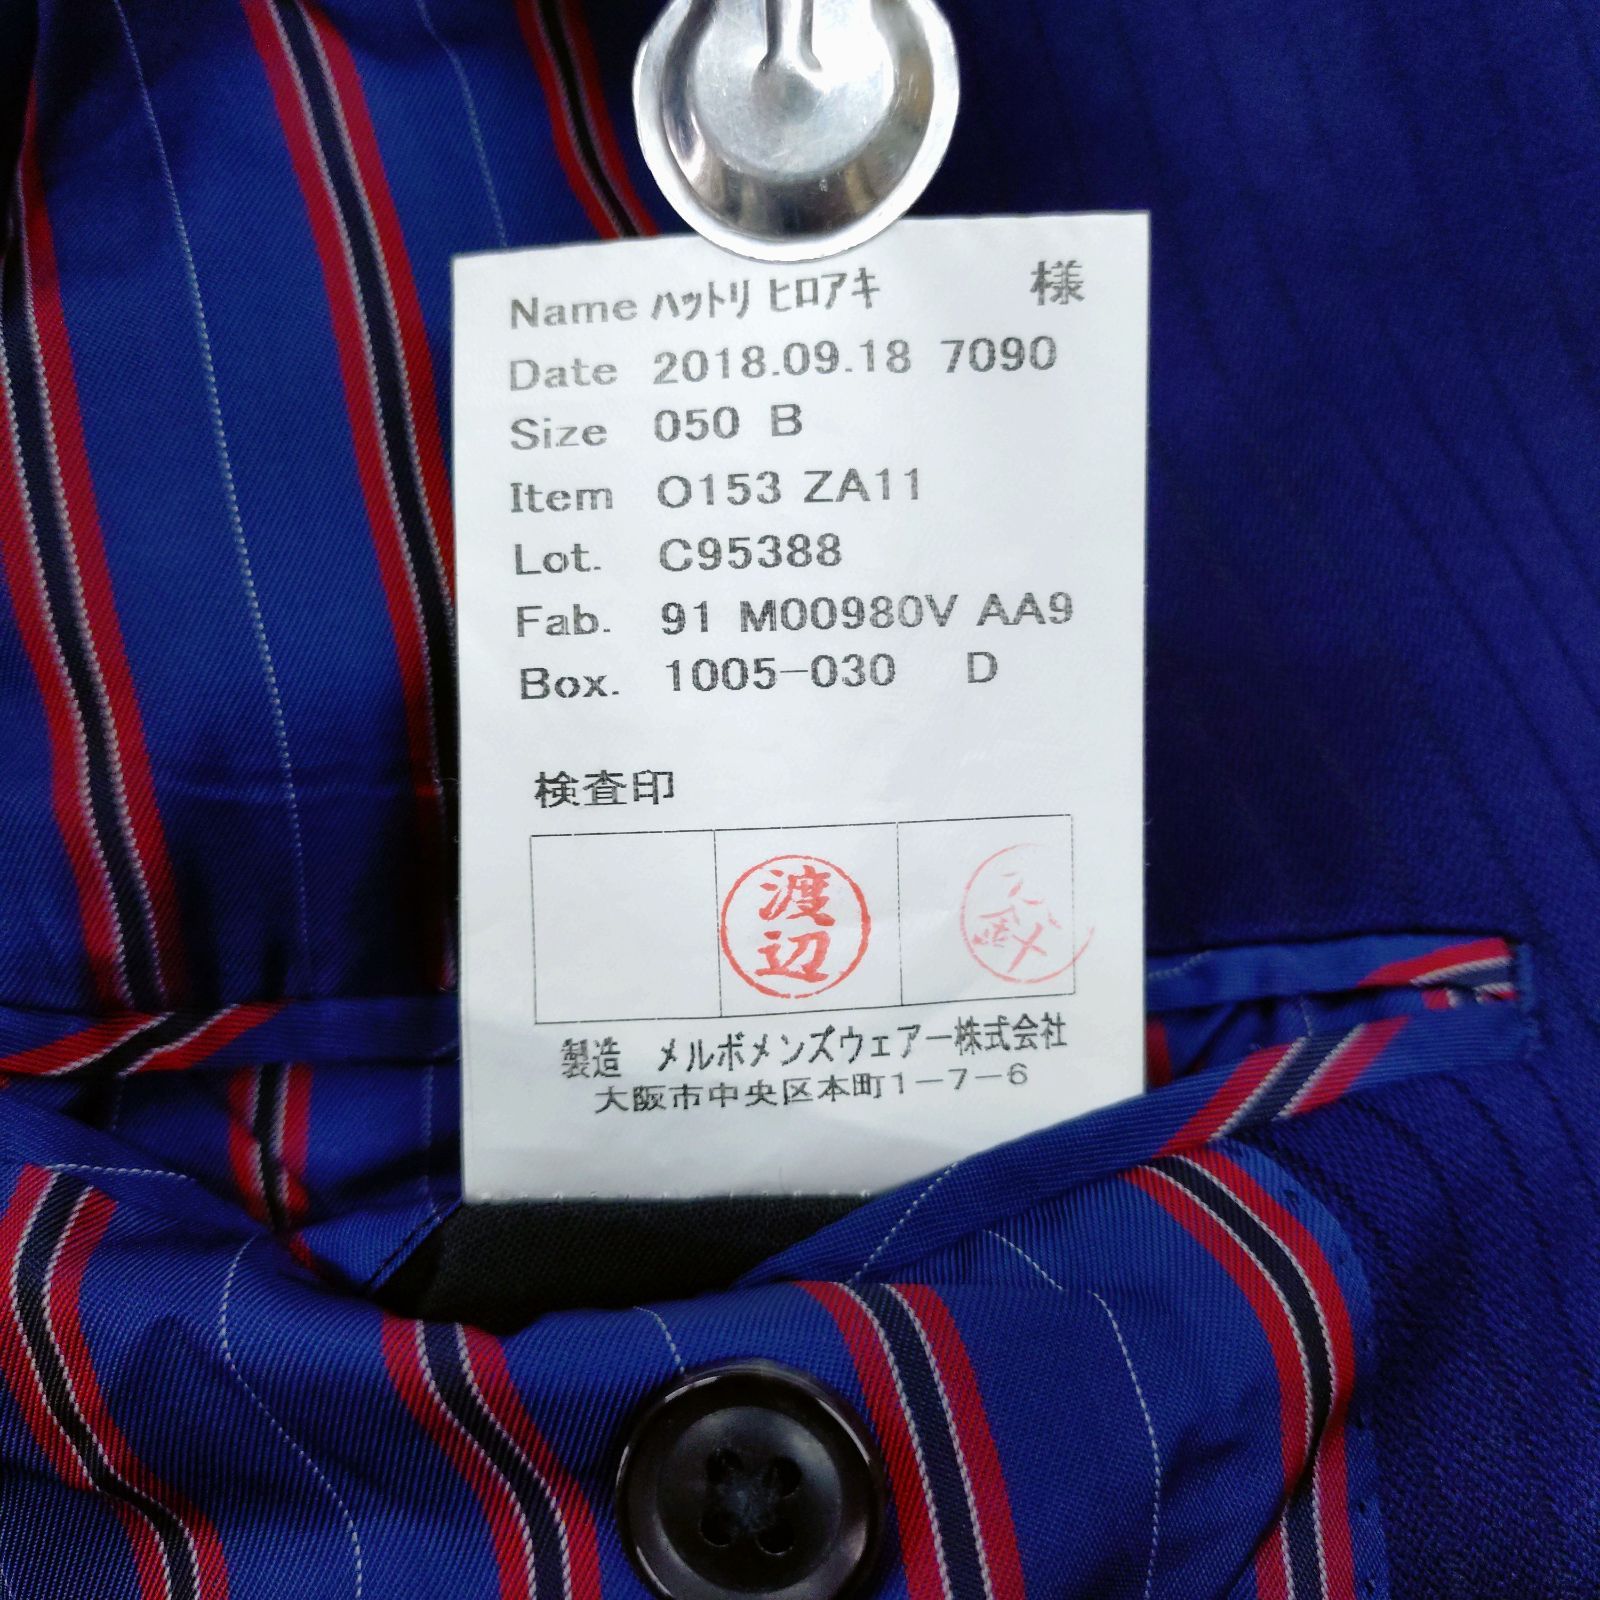 Name ハットリ ヒロアキ 様
Date 2018.09.18 7090
Size 050 B
Item O153 ZA11
Lot. C95388
Fab. 91 M00980V AA9
Box. 1005-030 D
検査印
渡辺
製造 メルボメンズウェアー株式会社
大阪市中央区本町1-7-6